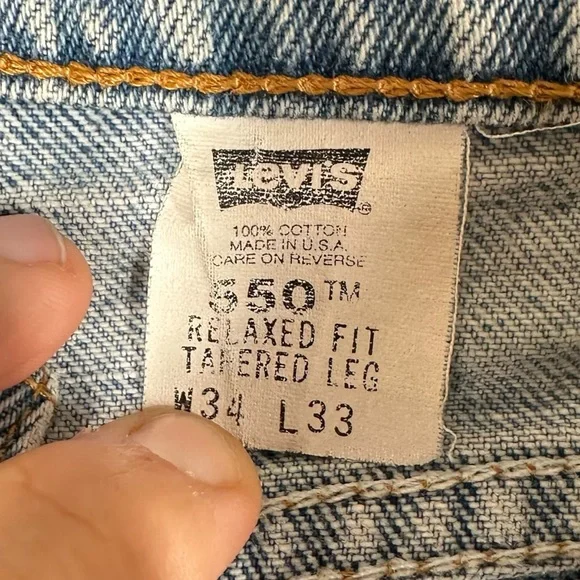 Levi's ®
100% COTTON
MADE IN U.S.A.
CARE ON REVERSE
550™
RELAXED FIT
TAPERED LEG
W34 L33